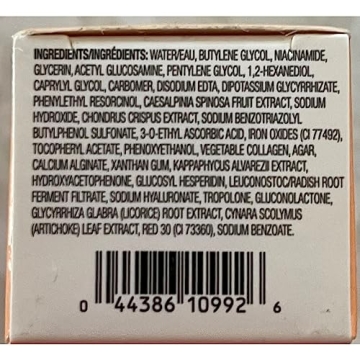 INGREDIENTS/INGRÉDIENTS: WATER/EAU, BUTYLENE GLYCOL, NIACINAMIDE,
GLYCERIN, ACETYL GLUCOSAMINE, PENTYLENE GLYCOL, 1,2-HEXANEDIOL,
CAPRYLYL GLYCOL, CARBOMER, DISODIUM EDTA, DIPOTASSIUM GLYCYRRHIZATE,
PHENYLETHYL RESORCINOL, CAESALPINIA SPINOSA FRUIT EXTRACT, SODIUM
HYDROXIDE, CHONDRUS CRISPUS EXTRACT, SODIUM BENZOTRIAZOLYL
BUTYLPHENOL SULFONATE, 3-O-ETHYL ASCORBIC ACID, IRON OXIDES (CI 77492),
TOCOPHERYL ACETATE, PHENOXYETHANOL, VEGETABLE COLLAGEN, AGAR,
CALCIUM ALGINATE, XANTHAN GUM, KAPPAPHYCUS ALVAREZII EXTRACT,
HYDROXYACETOPHENONE, GLUCOSYL HESPERIDIN, LEUCONOSTOC/RADISH ROOT
FERMENT FILTRATE, SODIUM HYALURONATE, TROPOLONE, GLUCONOLACTONE,
GLYCYRRHIZA GLABRA (LICORICE) ROOT EXTRACT, CYNARA SCOLYMUS
(ARTICHOKE) LEAF EXTRACT, RED 30 (CI 73360), SODIUM BENZOATE.
0 44386 10992 6